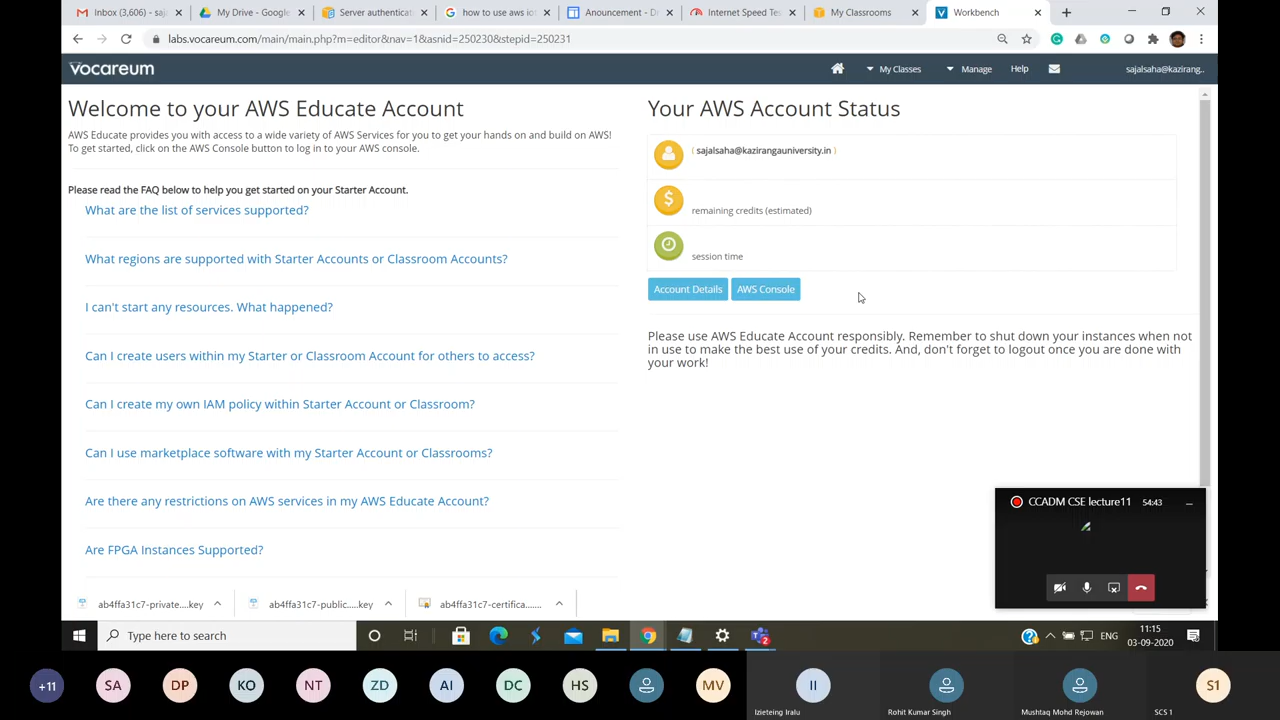 Inbox (3,606) - saj
My Drive - Google
Server authenticat
how to use aws iot
Anouncement - D
Internet Speed Tes
My Classrooms
Workbench
labs.vocareum.com/main/main.php?m=editor&nav=1&asnid=250230&stepid=250231
vocareum
My Classes
Manage
Help
sajalsaha@kazirang..
Welcome to your AWS Educate Account
AWS Educate provides you with access to a wide variety of AWS Services for you to get your hands on and build on AWS!
To get started, click on the AWS Console button to log in to your AWS console.
Please read the FAQ below to help you get started on your Starter Account.
What are the list of services supported?
What regions are supported with Starter Accounts or Classroom Accounts?
I can't start any resources. What happened?
Can I create users within my Starter or Classroom Account for others to access?
Can I create my own IAM policy within Starter Account or Classroom?
Can I use marketplace software with my Starter Account or Classrooms?
Are there any restrictions on AWS services in my AWS Educate Account?
Are FPGA Instances Supported?
Your AWS Account Status
( sajalsaha@kazirangauniversity.in )
$
remaining credits (estimated)
session time
Account Details
AWS Console
Please use AWS Educate Account responsibly. Remember to shut down your instances when not
in use to make the best use of your credits. And, don't forget to logout once you are done with
your work!
CCADM CSE lecture11
54:43
ab4ffa31c7-private....key
ab4ffa31c7-public.....key
ab4ffa31c7-certifica.......
Type here to search
ENG
11:15
03-09-2020
+11
SA
DP
KO
NT
ZD
AI
DC
HS
MV
II
Izieteing Iralu
Rohit Kumar Singh
Mushtaq Mohd Rejowan
S1
SCS 1